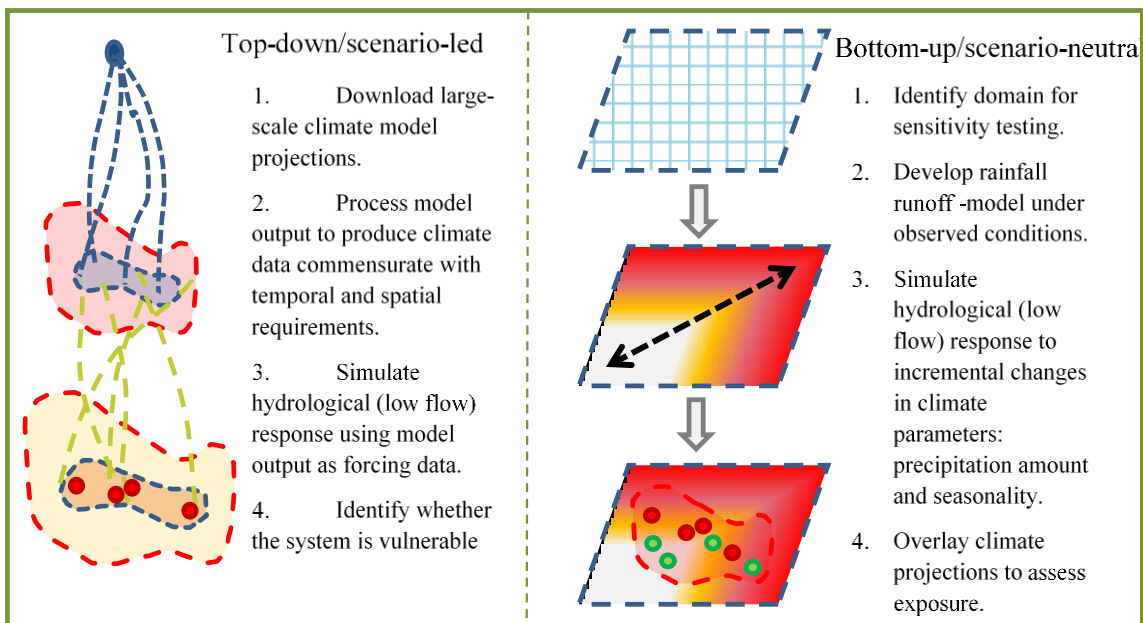 Top-down/scenario-led
1. Download large-
scale climate model
projections.
2. Process model
output to produce climate
data commensurate with
temporal and spatial
requirements.
3. Simulate
hydrological (low flow)
response using model
output as forcing data.
4. Identify whether
the system is vulnerable
Bottom-up/scenario-neutral
1. Identify domain for
sensitivity testing.
2. Develop rainfall
runoff -model under
observed conditions.
3. Simulate
hydrological (low
flow) response to
incremental changes
in climate
parameters:
precipitation amount
and seasonality.
4. Overlay climate
projections to assess
exposure.